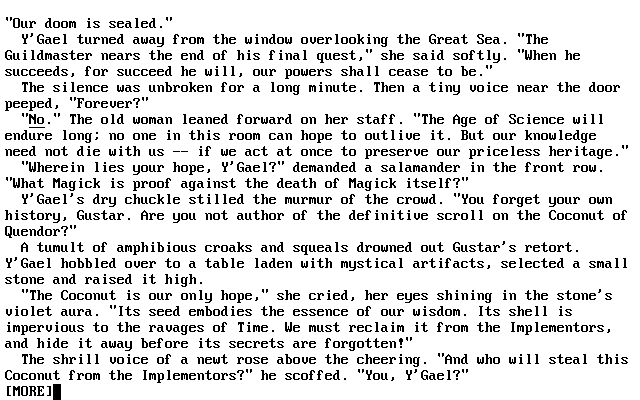 "Our doom is sealed."
Y'Gael turned away from the window overlooking the Great Sea. "The
Guildmaster nears the end of his final quest," she said softly. "When he
succeeds, for succeed he will, our powers shall cease to be."
The silence was unbroken for a long minute. Then a tiny voice near the door
peeped, "Forever?"
"No." The old woman leaned forward on her staff. "The Age of Science will
endure long; no one in this room can hope to outlive it. But our knowledge
need not die with us -- if we act at once to preserve our priceless heritage."
"Wherein lies your hope, Y'Gael?" demanded a salamander in the front row.
"What Magick is proof against the death of Magick itself?"
Y'Gael's dry chuckle stilled the murmur of the crowd. "You forget your own
history, Gustar. Are you not author of the definitive scroll on the Coconut of
Quendor?"
A tumult of amphibious croaks and squeals drowned out Gustar's retort.
Y'Gael hobbled over to a table laden with mystical artifacts, selected a small
stone and raised it high.
"The Coconut is our only hope," she cried, her eyes shining in the stone's
violet aura. "Its seed embodies the essence of our wisdom. Its shell is
impervious to the ravages of Time. We must reclaim it from the Implementors,
and hide it away before its secrets are forgotten!"
The shrill voice of a newt rose above the cheering. "And who will steal this
Coconut from the Implementors?" he scoffed. "You, Y'Gael?"
[MORE]